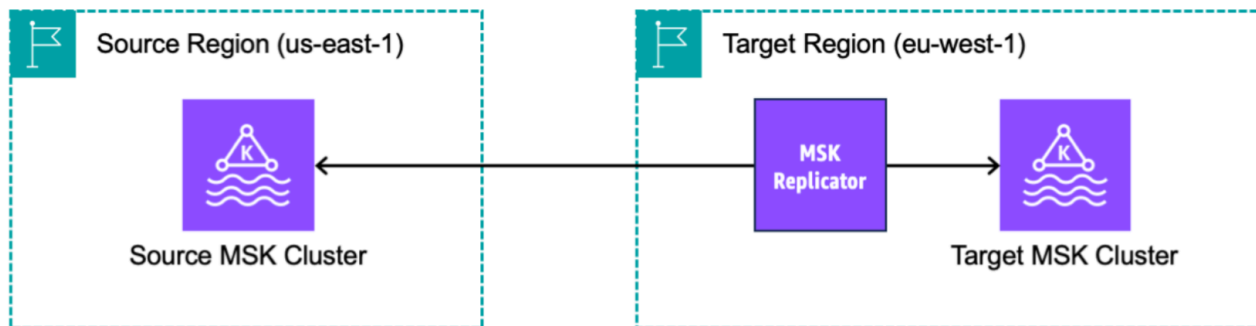 Source Region (us-east-1)
Target Region (eu-west-1)
K
MSK
Replicator
K
Source MSK Cluster
Target MSK Cluster